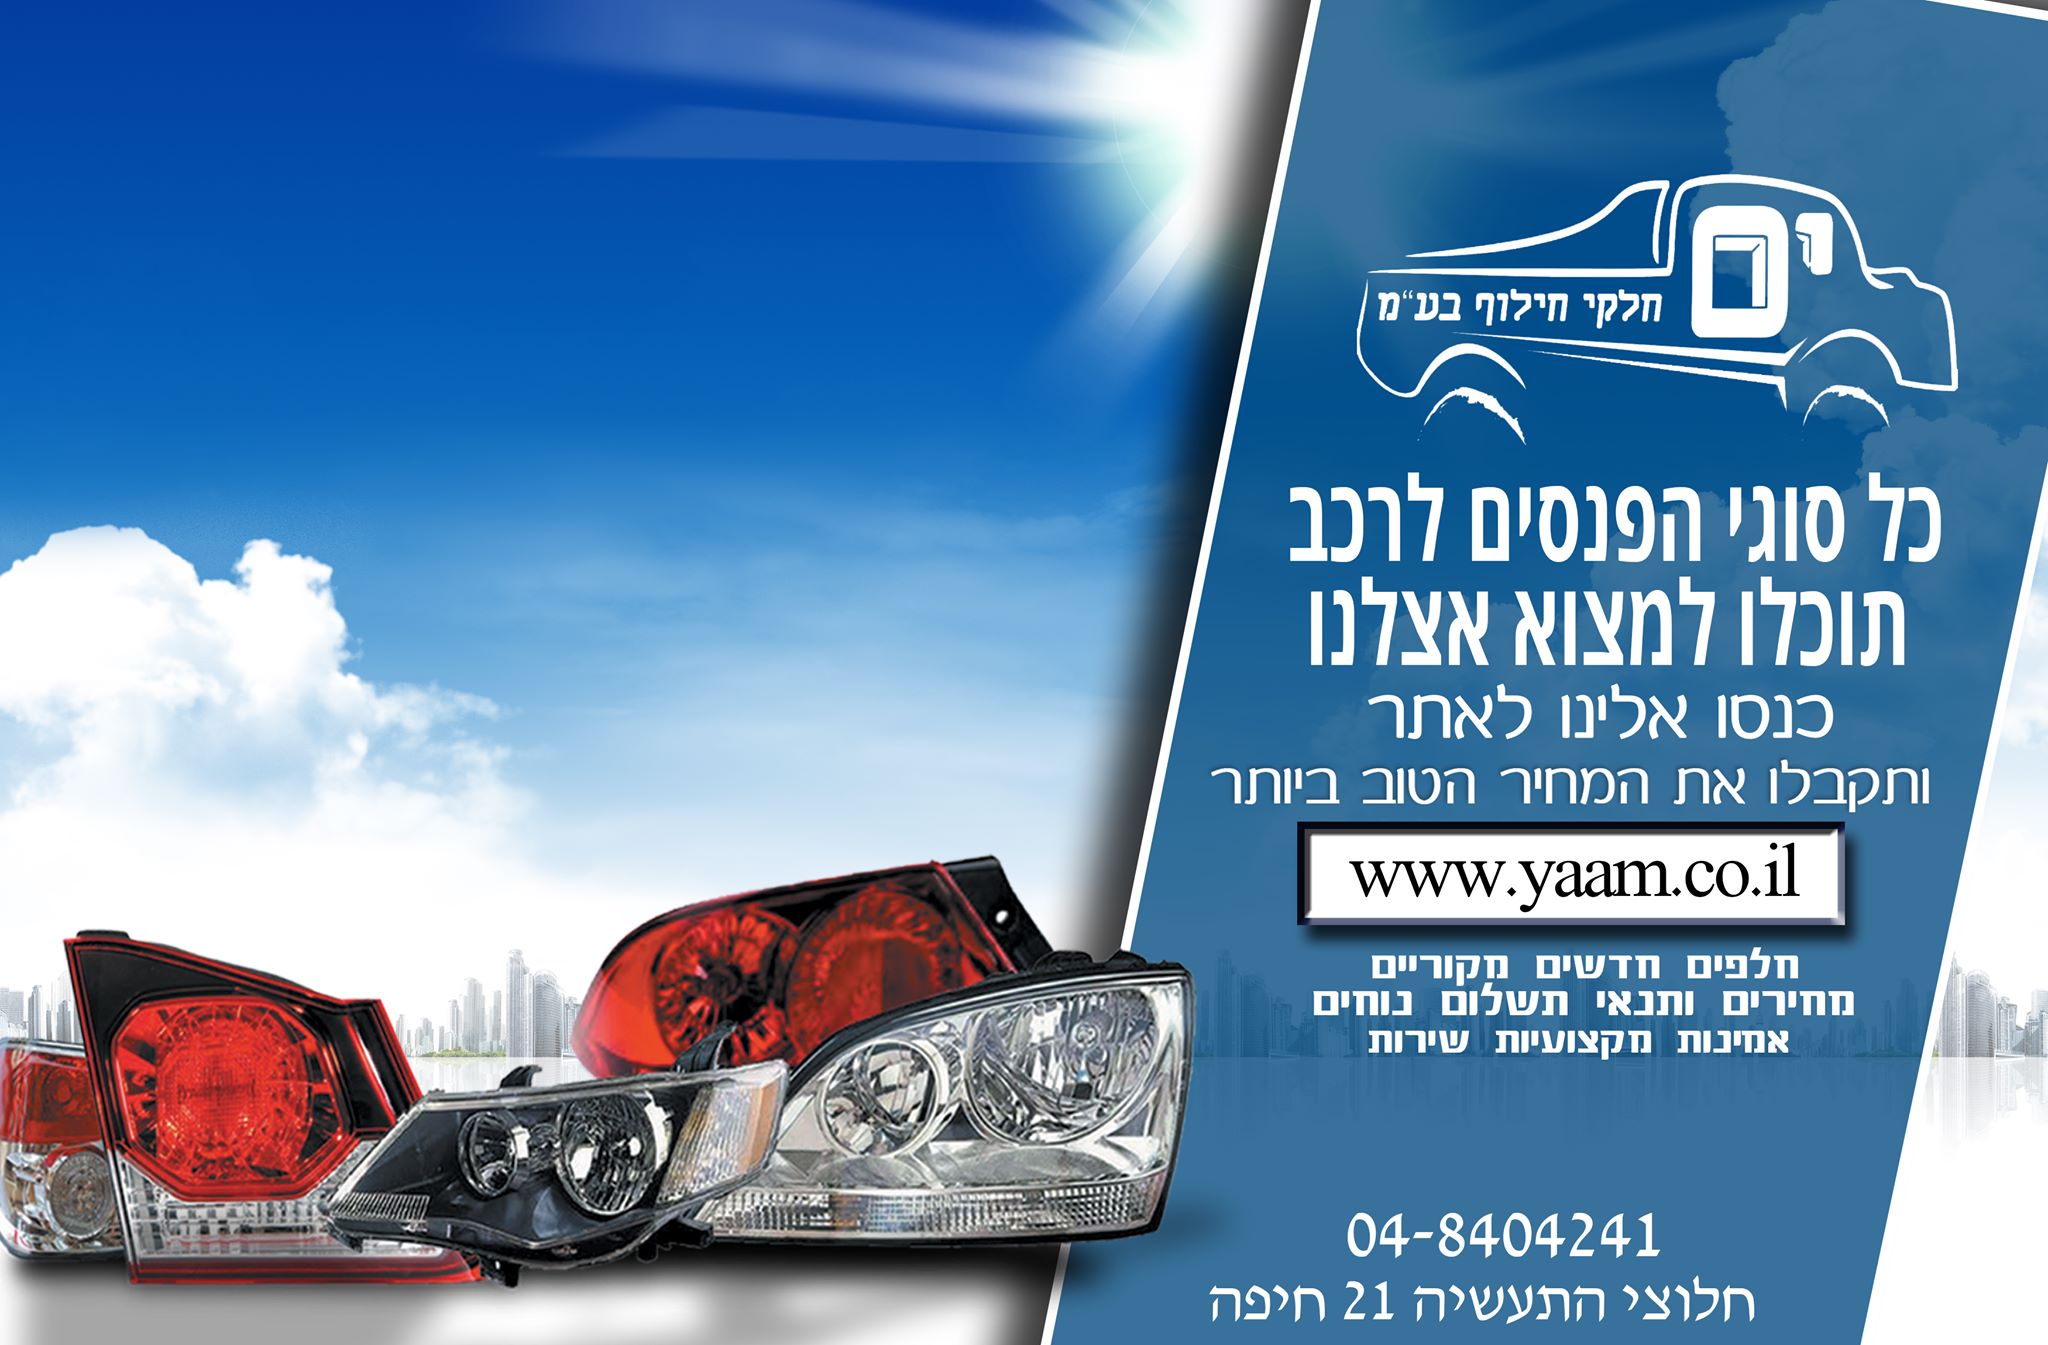 ים
חלקי חילוף בע"מ
כל סוגי הפנסים לרכב
תוכלו למצוא אצלנו
כנסו אלינו לאתר
ותקבלו את המחיר הטוב ביותר
www.yaam.co.il
חלפים חדשים מקוריים
מחירים ותנאי תשלום נוחים
אמינות מקצועיות שירות
04-8404241
חלוצי התעשיה 21 חיפה